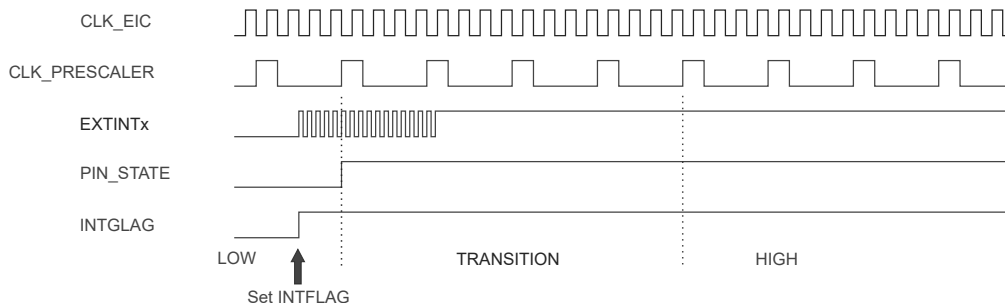 CLK_EIC
CLK_PRESCALER
EXTINTx
PIN_STATE
INTGLAG
LOW TRANSITION HIGH
Set INTFLAG